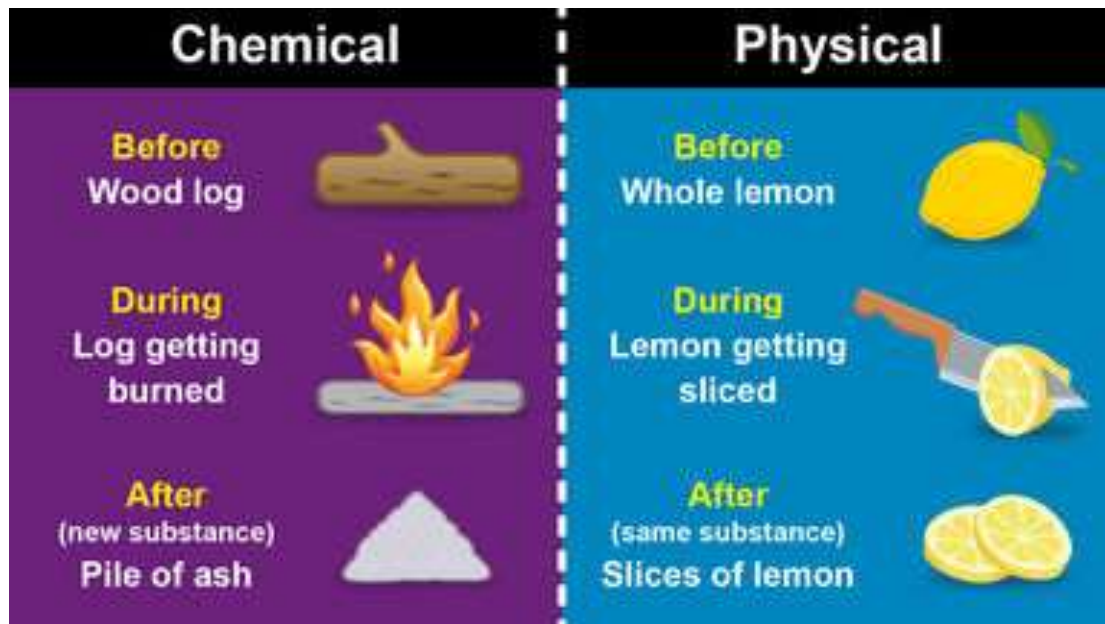 Chemical
Before
Wood log
During
Log getting
burned
After
(new substance)
Pile of ash
Physical
Before
Whole lemon
During
Lemon getting
sliced
After
(same substance)
Slices of lemon